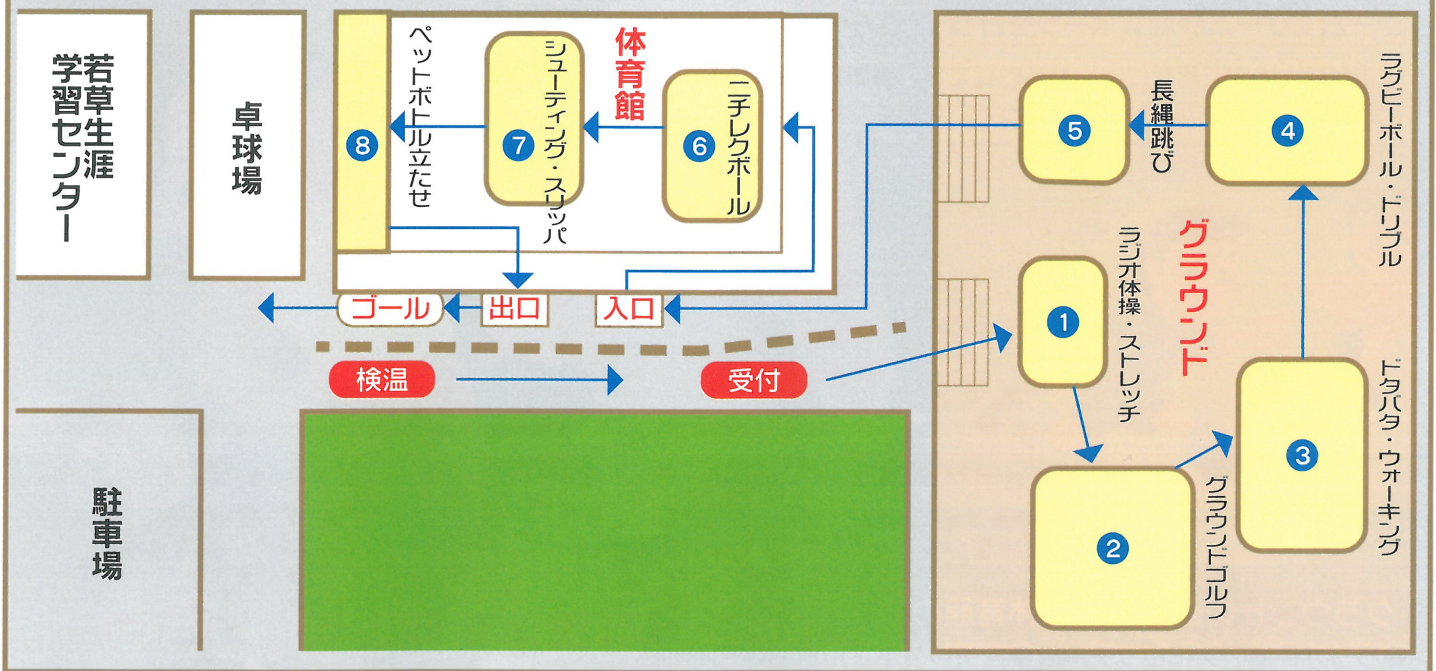 若草生涯
学習センター
卓球場
駐車場
体育館
ペットボトル立たせ
シューティング・スリッパ
ニチレクボール
8
7
6
ゴール
出口
入口
検温
受付
グラウンド
ラジオ体操・ストレッチ
1
グラウンドゴルフ
2
ドタバタ・ウォーキング
3
ラグビーボール・ドリブル
4
長縄跳び
5